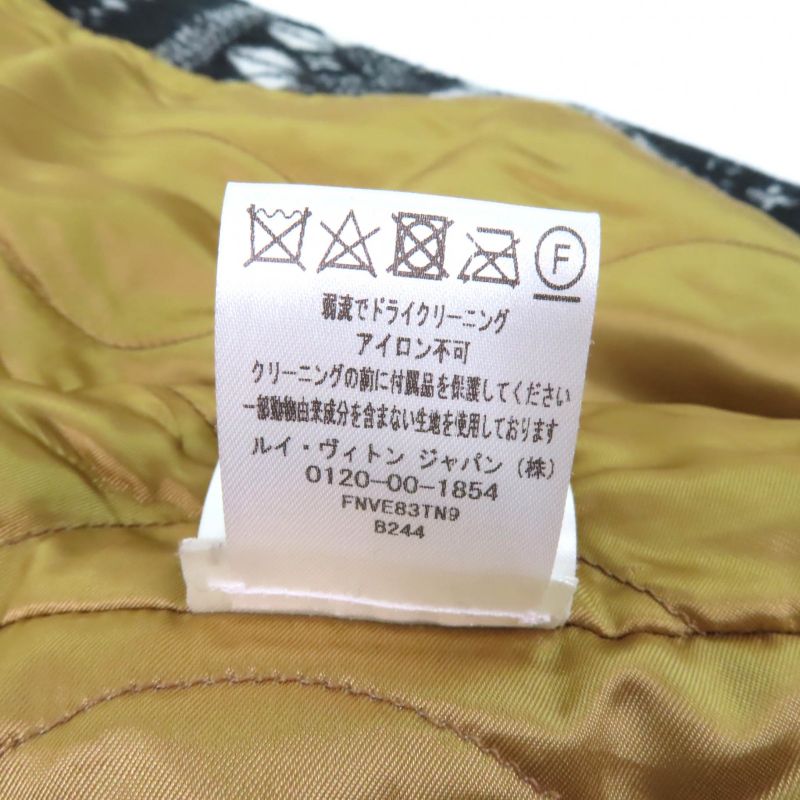 F
弱流でドライクリーニング
アイロン不可
クリーニングの前に付属品を保護してください
一部動物由来成分を含まない生地を使用しております
ルイ・ヴィトン ジャパン (株)
0120-00-1854
FNVE83TN9
B244